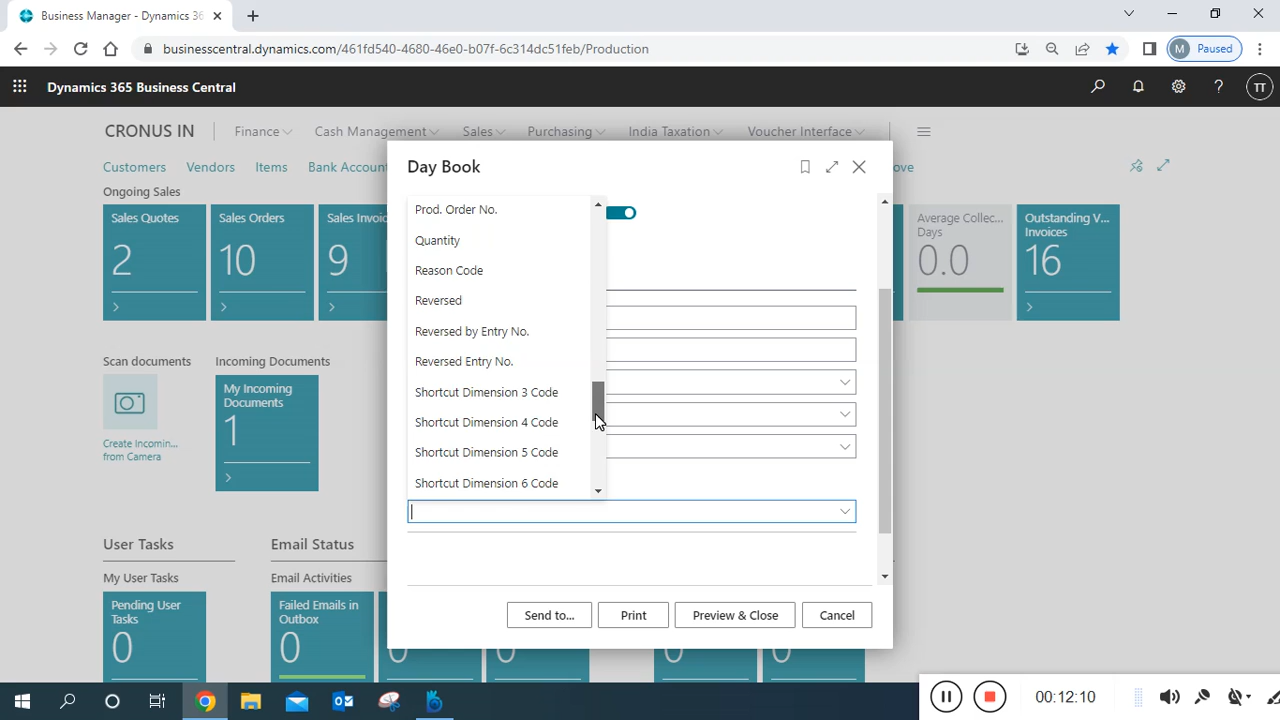 Business Manager - Dynamics 36
businesscentral.dynamics.com/461fd540-4680-46e0-b07f-6c314dc51feb/Production
M
Paused
Dynamics 365 Business Central
?
TT
CRONUS IN
Finance
Cash Management
Sales
Purchasing
India Taxation
Voucher Interface
Customers
Vendors
Items
Bank Account
ove
Ongoing Sales
Sales Quotes
2
Sales Orders
10
Sales Invoic
9
Average Collec...
Days
0.0
Outstanding V...
Invoices
16
Scan documents
Create Incomin...
from Camera
Incoming Documents
My Incoming
Documents
1
User Tasks
My User Tasks
Pending User
Tasks
0
Email Status
Email Activities
Failed Emails in
Outbox
0
0
0
0
0
Day Book
Prod. Order No.
Quantity
Reason Code
Reversed
Reversed by Entry No.
Reversed Entry No.
Shortcut Dimension 3 Code
Shortcut Dimension 4 Code
Shortcut Dimension 5 Code
Shortcut Dimension 6 Code
Send to...
Print
Preview & Close
Cancel
00:12:10